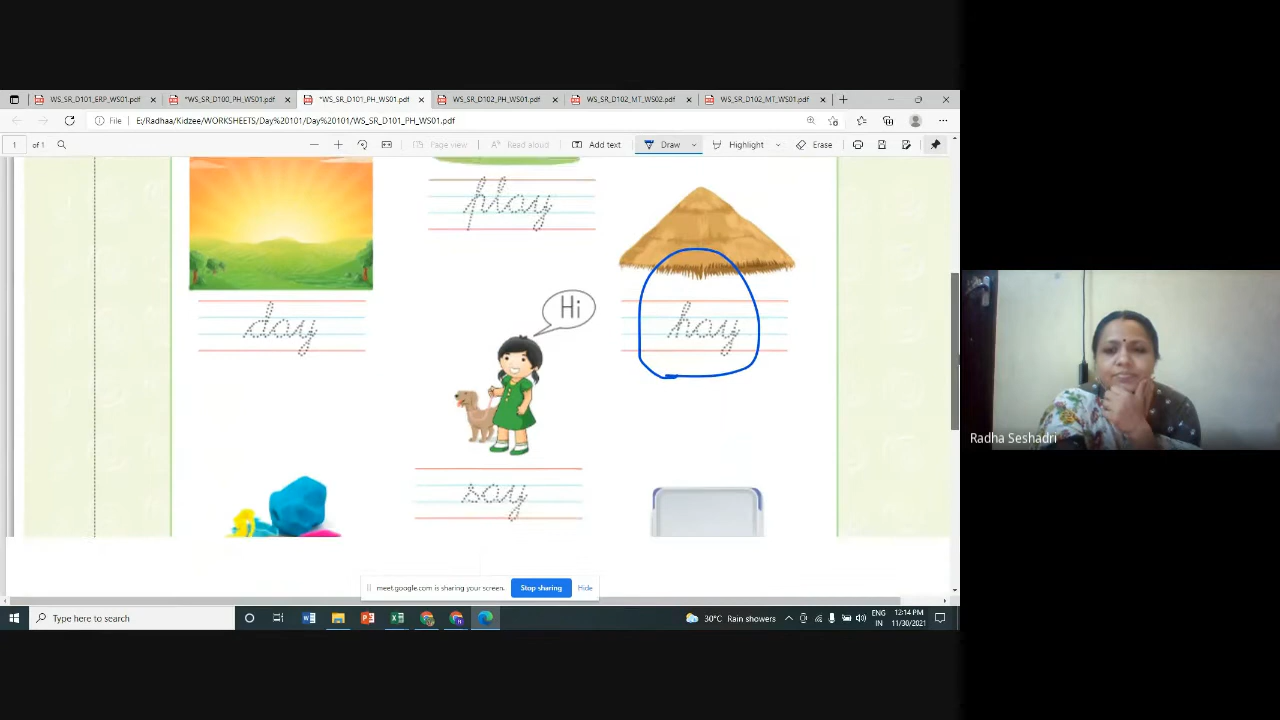 WS_SR_D101_ERP_WS01.pdf
*WS_SR_D100_PH_WS01.pdf
*WS_SR_D101_PH_WS01.pdf
WS_SR_D102_PH_WS01.pdf
WS_SR_D102_MT_WS02.pdf
WS_SR_D102_MT_WS01.pdf
File E:/Radhaa/Kidzee/WORKSHEETS/Day%20101/Day%20101/WS_SR_D101_PH_WS01.pdf
1 of 1 Page view Read aloud Add text Draw Highlight Erase
play
day
Hi
hay
say
Radha Seshadri
meet.google.com is sharing your screen. Stop sharing Hide
Type here to search
30°C Rain showers
ENG
IN
12:14 PM
11/30/2021